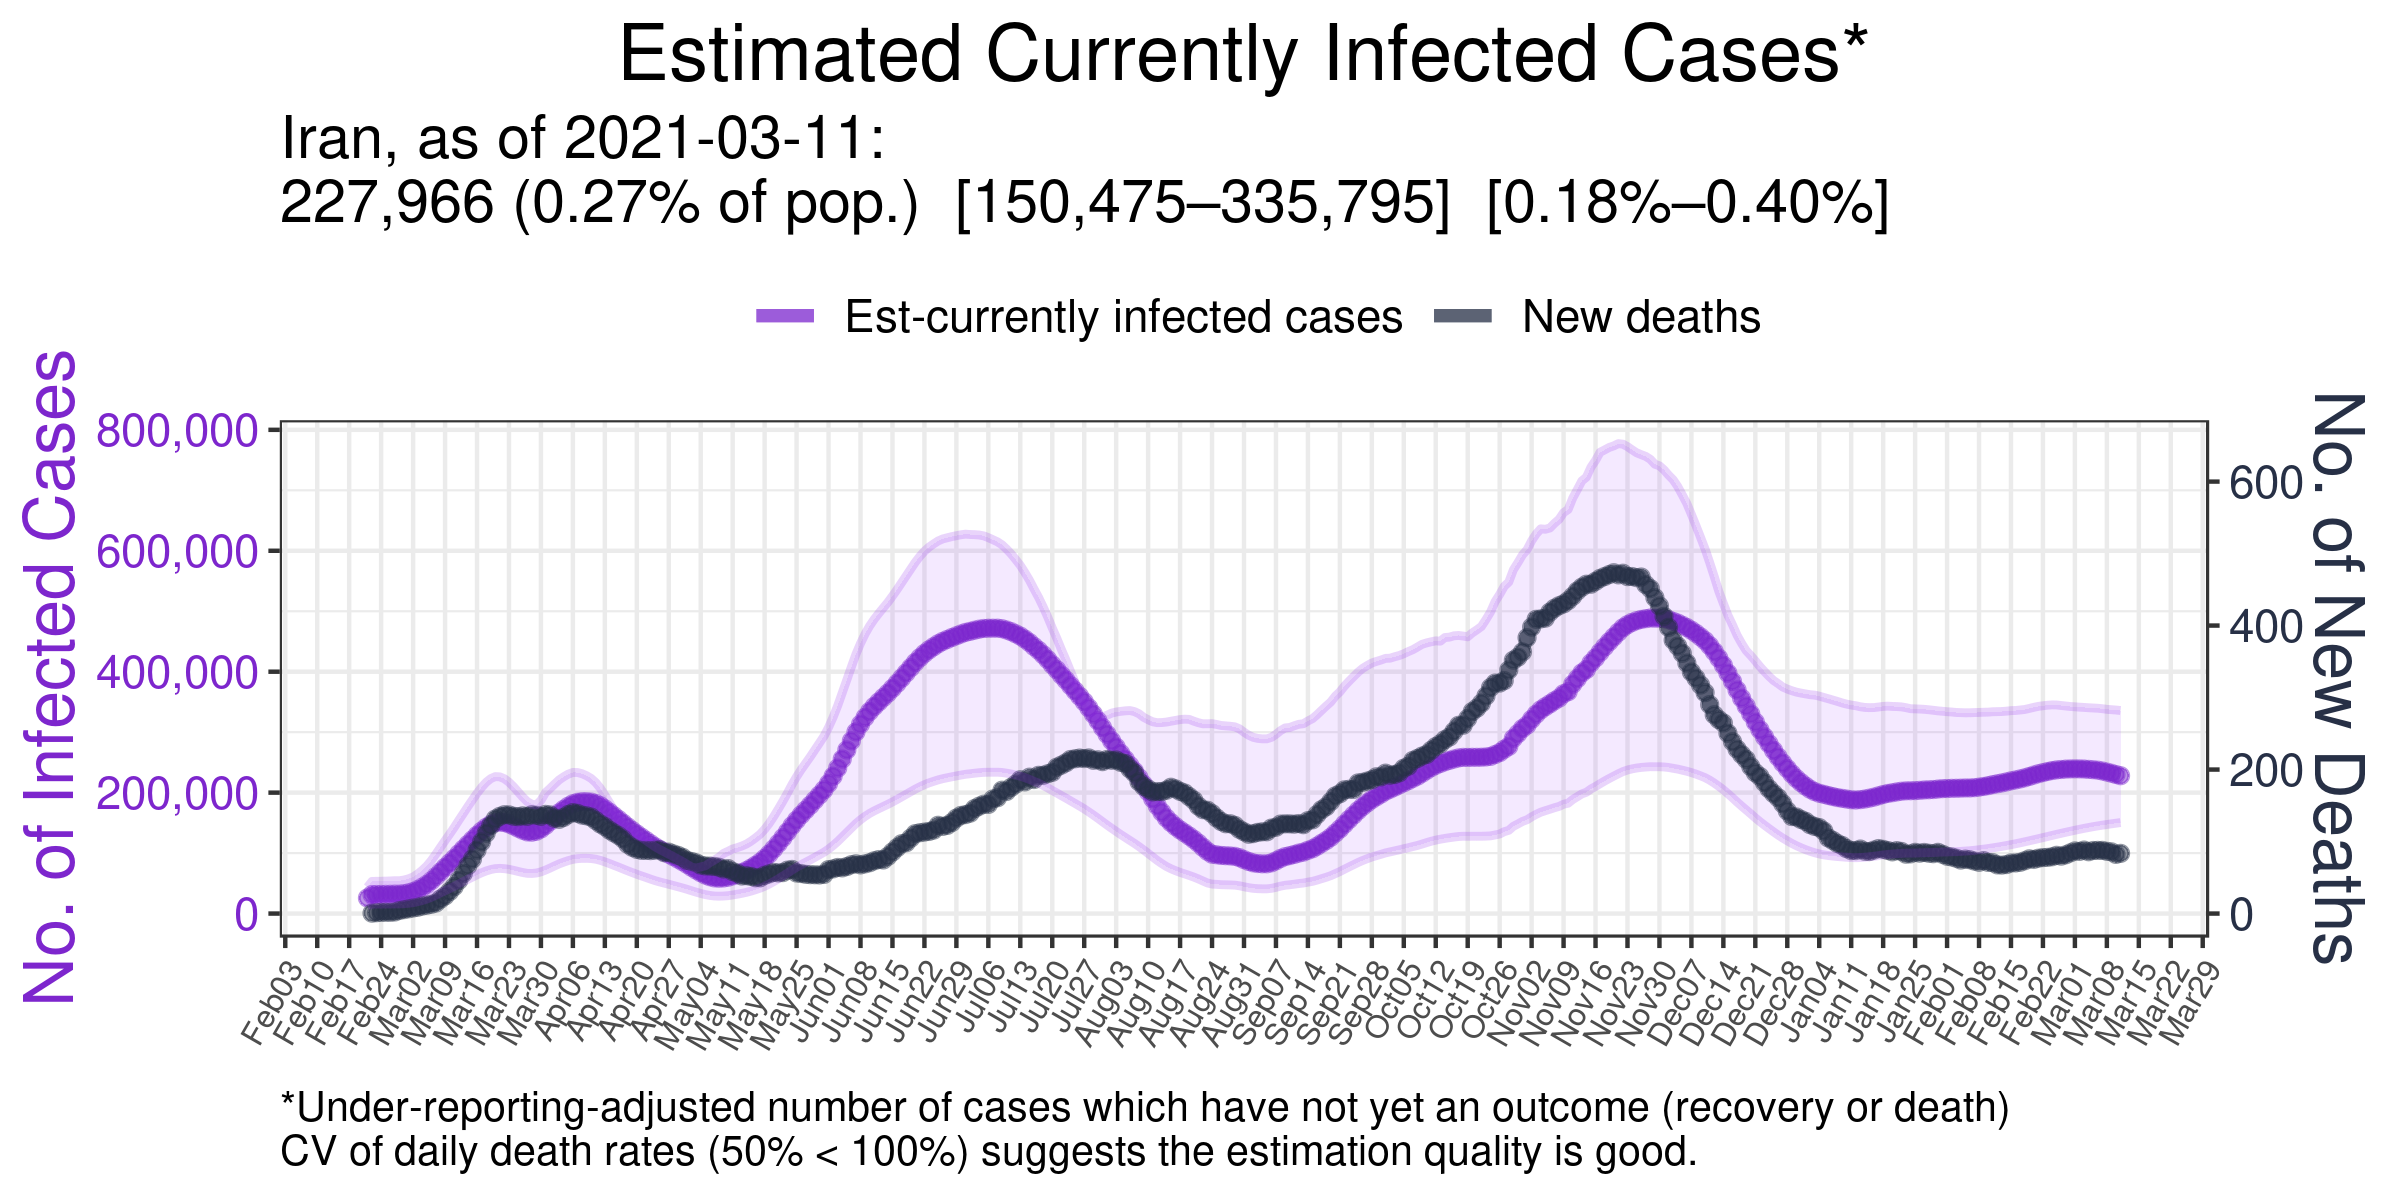 Estimated Currently Infected Cases*
Iran, as of 2021-03-11:
227,966 (0.27% of pop.) [150,475–335,795] [0.18%–0.40%]
Est-currently infected cases
New deaths
No. of Infected Cases
800,000
600,000
400,000
200,000
0
600
400
200
0
No. of New Deaths
Feb03
Feb10
Feb17
Feb24
Mar02
Mar09
Mar16
Mar23
Mar30
Apr06
Apr13
Apr20
Apr27
May04
May11
May18
May25
Jun01
Jun08
Jun15
Jun22
Jun29
Jul06
Jul13
Jul20
Jul27
Aug03
Aug10
Aug17
Aug24
Aug31
Sep07
Sep14
Sep21
Sep28
Oct05
Oct12
Oct19
Oct26
Nov02
Nov09
Nov16
Nov23
Nov30
Dec07
Dec14
Dec21
Dec28
Jan04
Jan11
Jan18
Jan25
Feb01
Feb08
Feb15
Feb22
Mar01
Mar08
Mar15
Mar22
Mar29
*Under-reporting-adjusted number of cases which have not yet an outcome (recovery or death)
CV of daily death rates (50% < 100%) suggests the estimation quality is good.